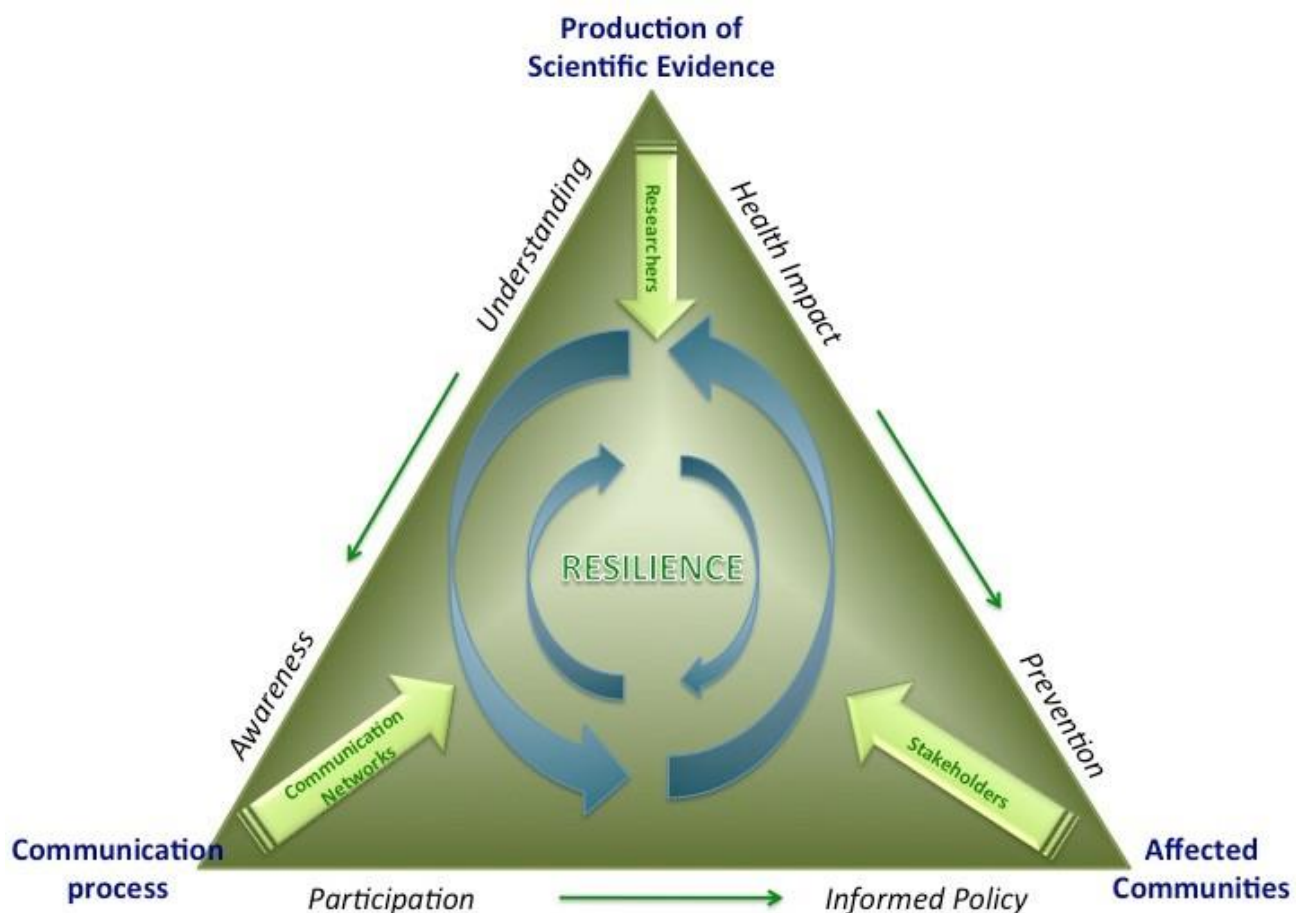 Production of
Scientific Evidence
Understanding
Health Impact
Researchers
RESILIENCE
Awareness
Prevention
Communication
Networks
Stakeholders
Communication
process
Affected
Communities
Participation
Informed Policy